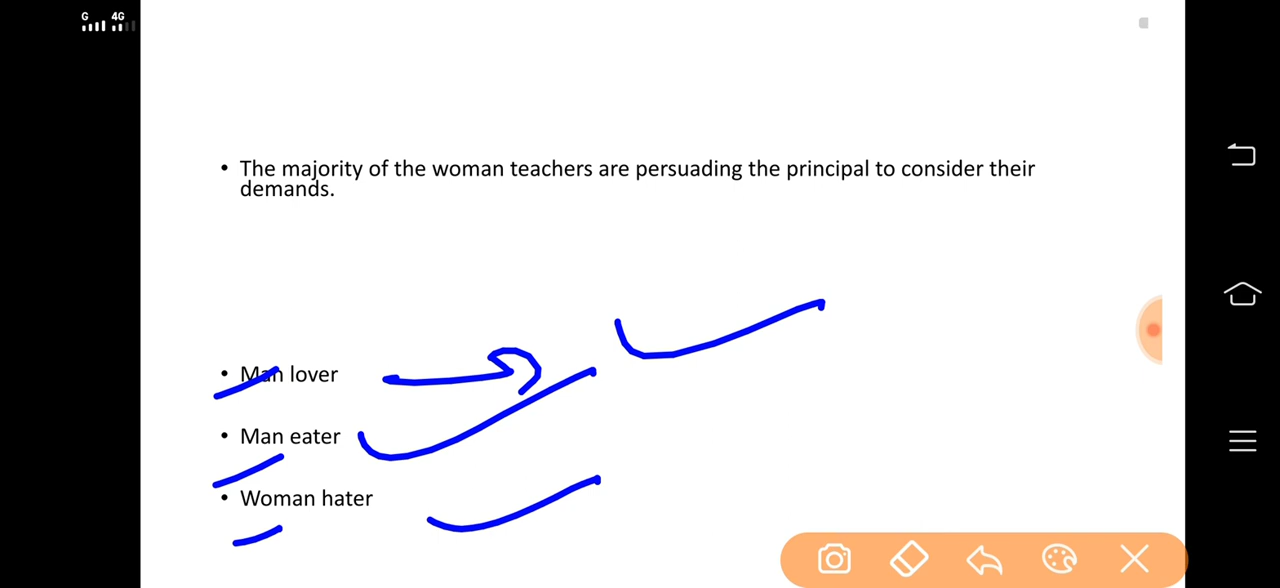 G 4G
• The majority of the woman teachers are persuading the principal to consider their
demands.
• Man lover
• Man eater
• Woman hater